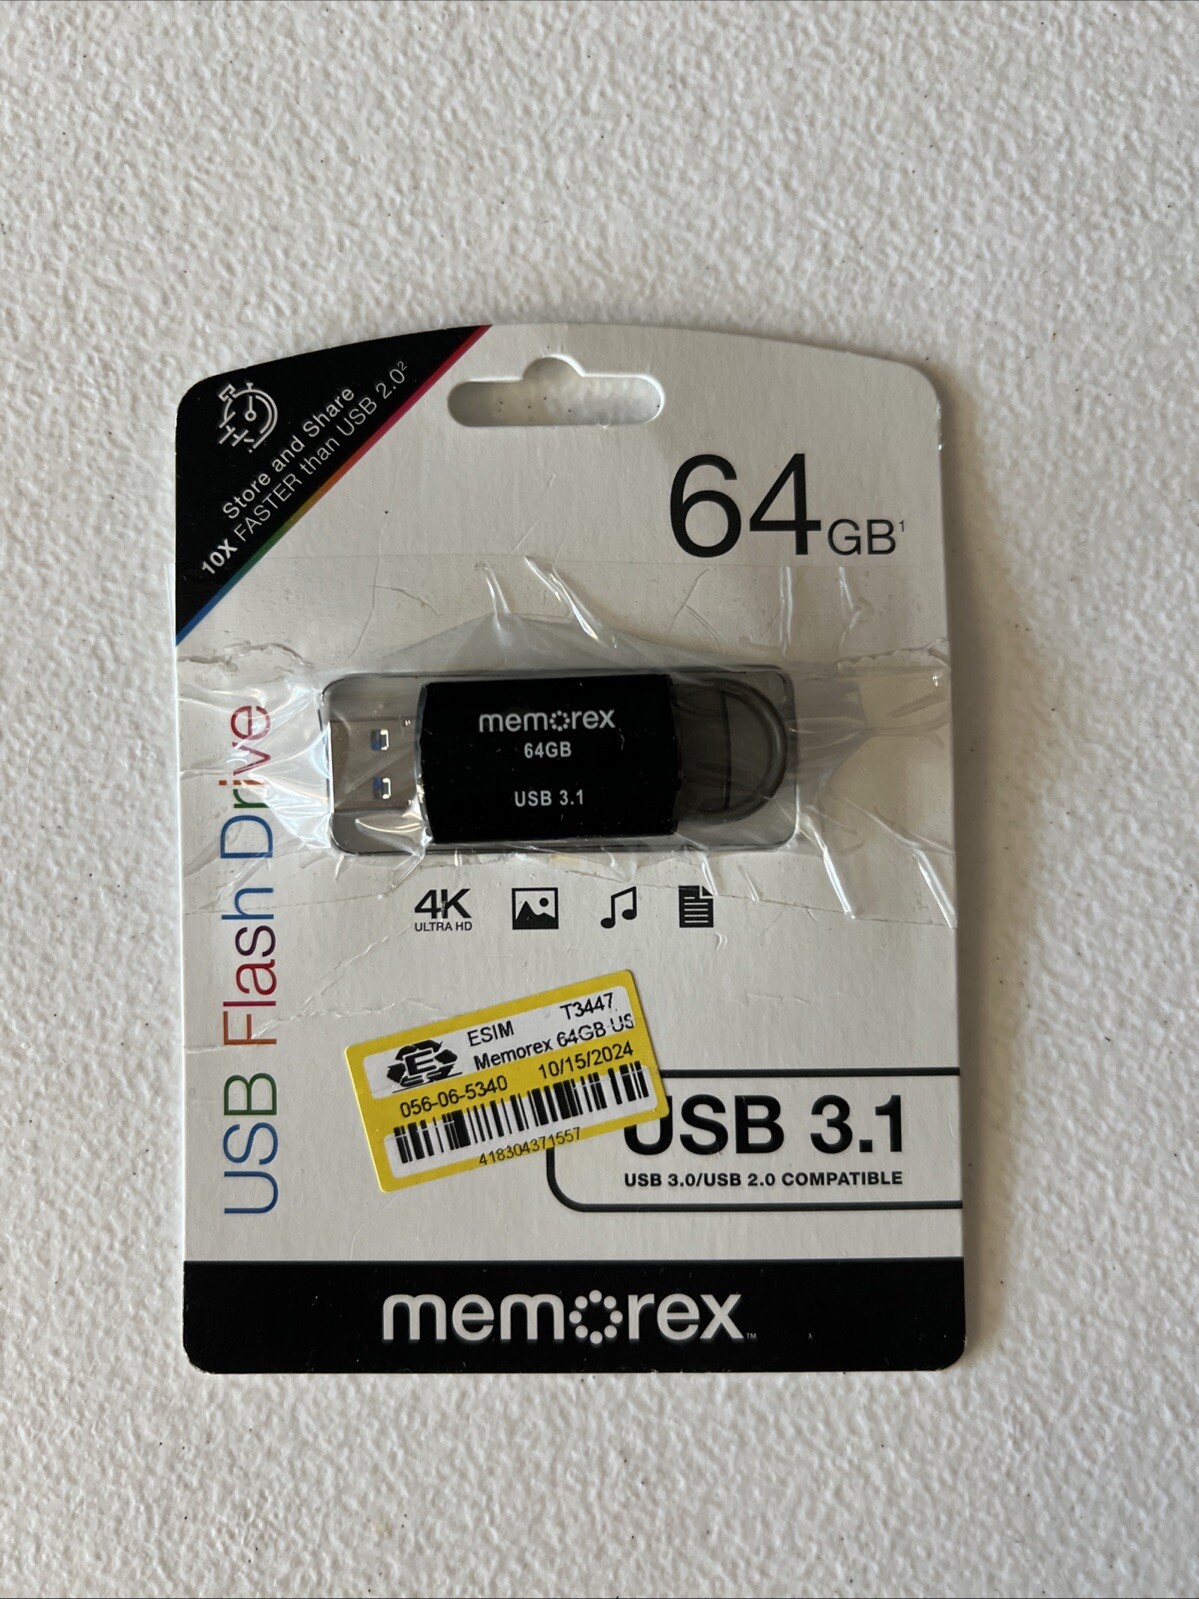 Store and Share
10X FASTER than USB 2.0²
64GB¹
memorex
64GB
USB 3.1
USB Flash Drive
4K
ULTRA HD
ESIM T3447
Memorex 64GB US
056-06-5340 10/15/2024
418304371557
USB 3.1
USB 3.0/USB 2.0 COMPATIBLE
memorex™